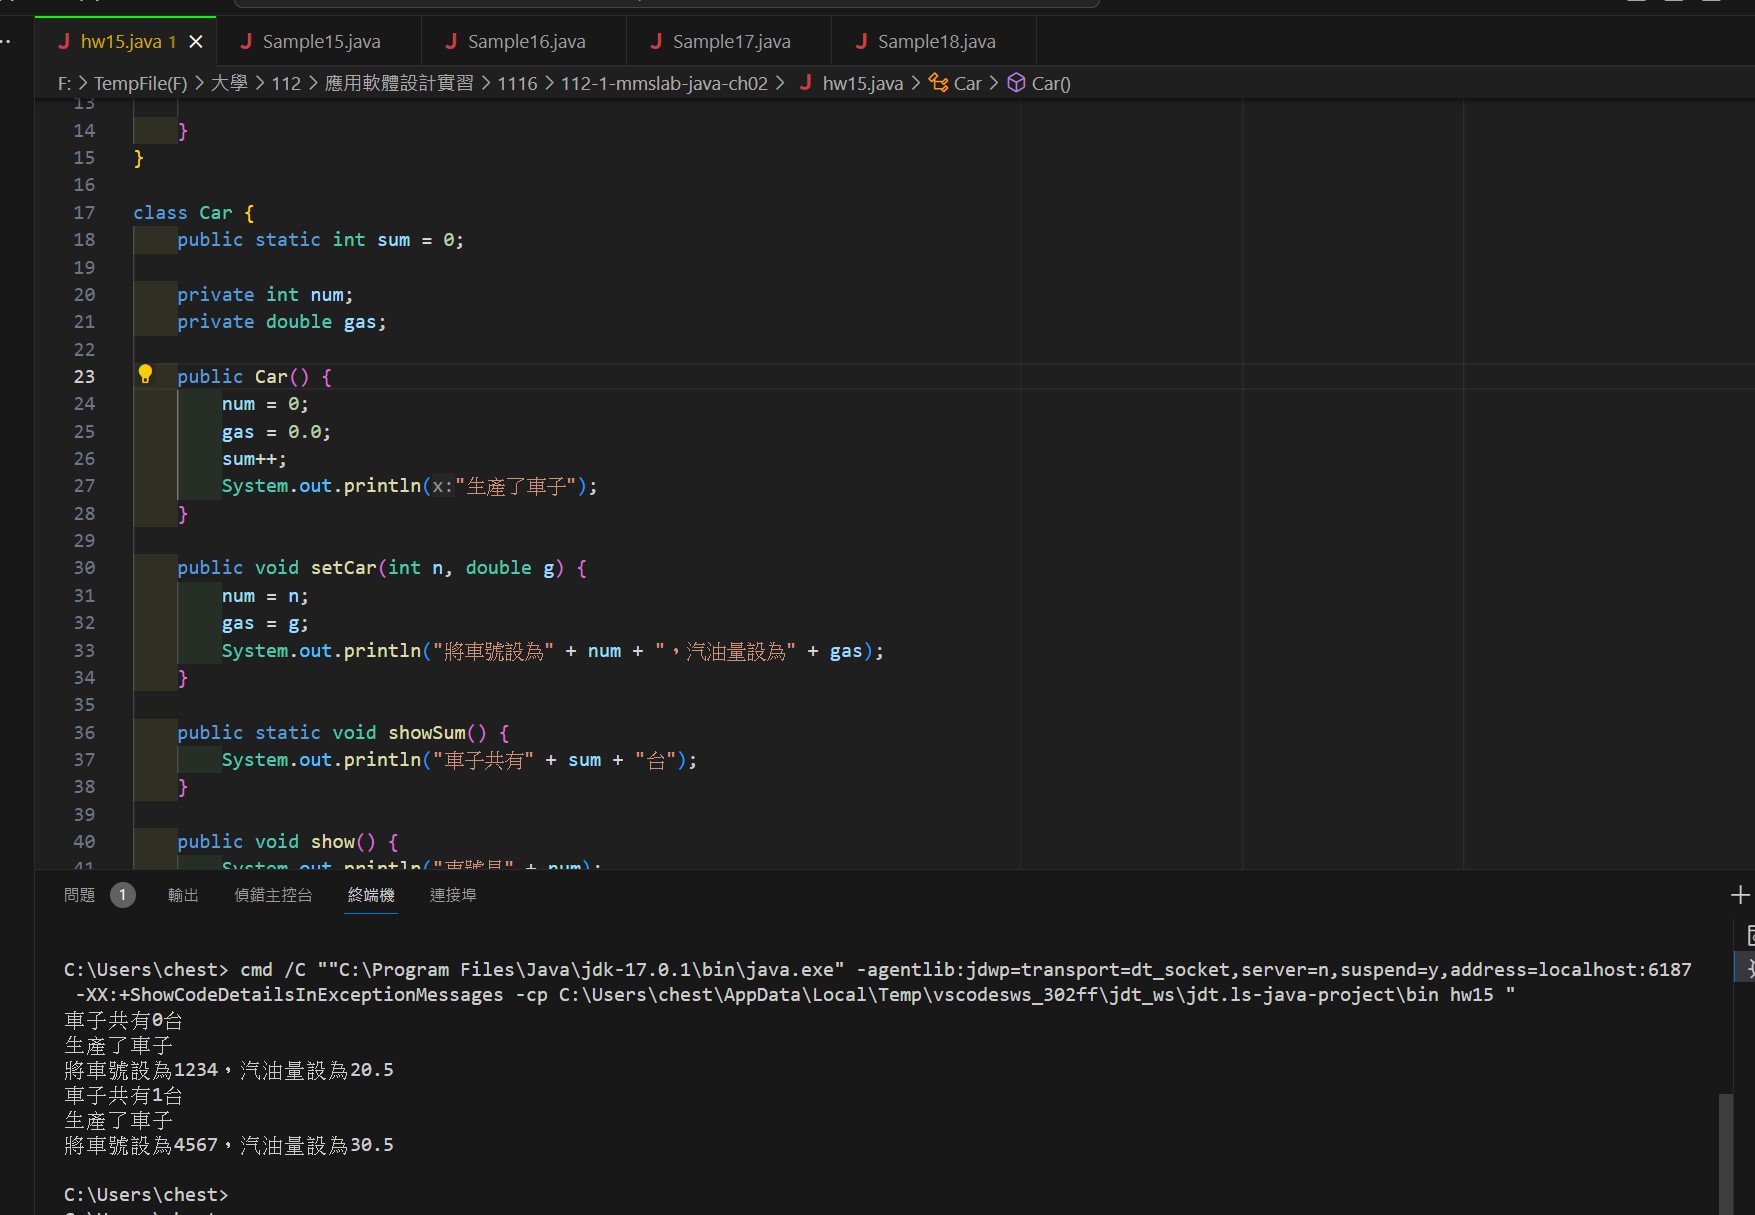 hw15.java 1
Sample15.java
Sample16.java
Sample17.java
Sample18.java
F: > TempFile(F) > 大學 > 112 > 應用軟體設計實習 > 1116 > 112-1-mmslab-java-ch02 > hw15.java > Car > Car()
13
14 }
15 }
16
17 class Car {
18 public static int sum = 0;
19
20 private int num;
21 private double gas;
22
23 public Car() {
24 num = 0;
25 gas = 0.0;
26 sum++;
27 System.out.println(x:"生產了車子");
28 }
29
30 public void setCar(int n, double g) {
31 num = n;
32 gas = g;
33 System.out.println("將車號設為" + num + "，汽油量設為" + gas);
34 }
35
36 public static void showSum() {
37 System.out.println("車子共有" + sum + "台");
38 }
39
40 public void show() {
41 System.out.println("車號是" + num);
問題 1 輸出 偵錯主控台 終端機 連接埠
C:\Users\chest> cmd /C ""C:\Program Files\Java\jdk-17.0.1\bin\java.exe" -agentlib:jdwp=transport=dt_socket,server=n,suspend=y,address=localhost:6187
-XX:+ShowCodeDetailsInExceptionMessages -cp C:\Users\chest\AppData\Local\Temp\vscodesws_302ff\jdt_ws\jdt.ls-java-project\bin hw15 "
車子共有0台
生產了車子
將車號設為1234，汽油量設為20.5
車子共有1台
生產了車子
將車號設為4567，汽油量設為30.5
C:\Users\chest>